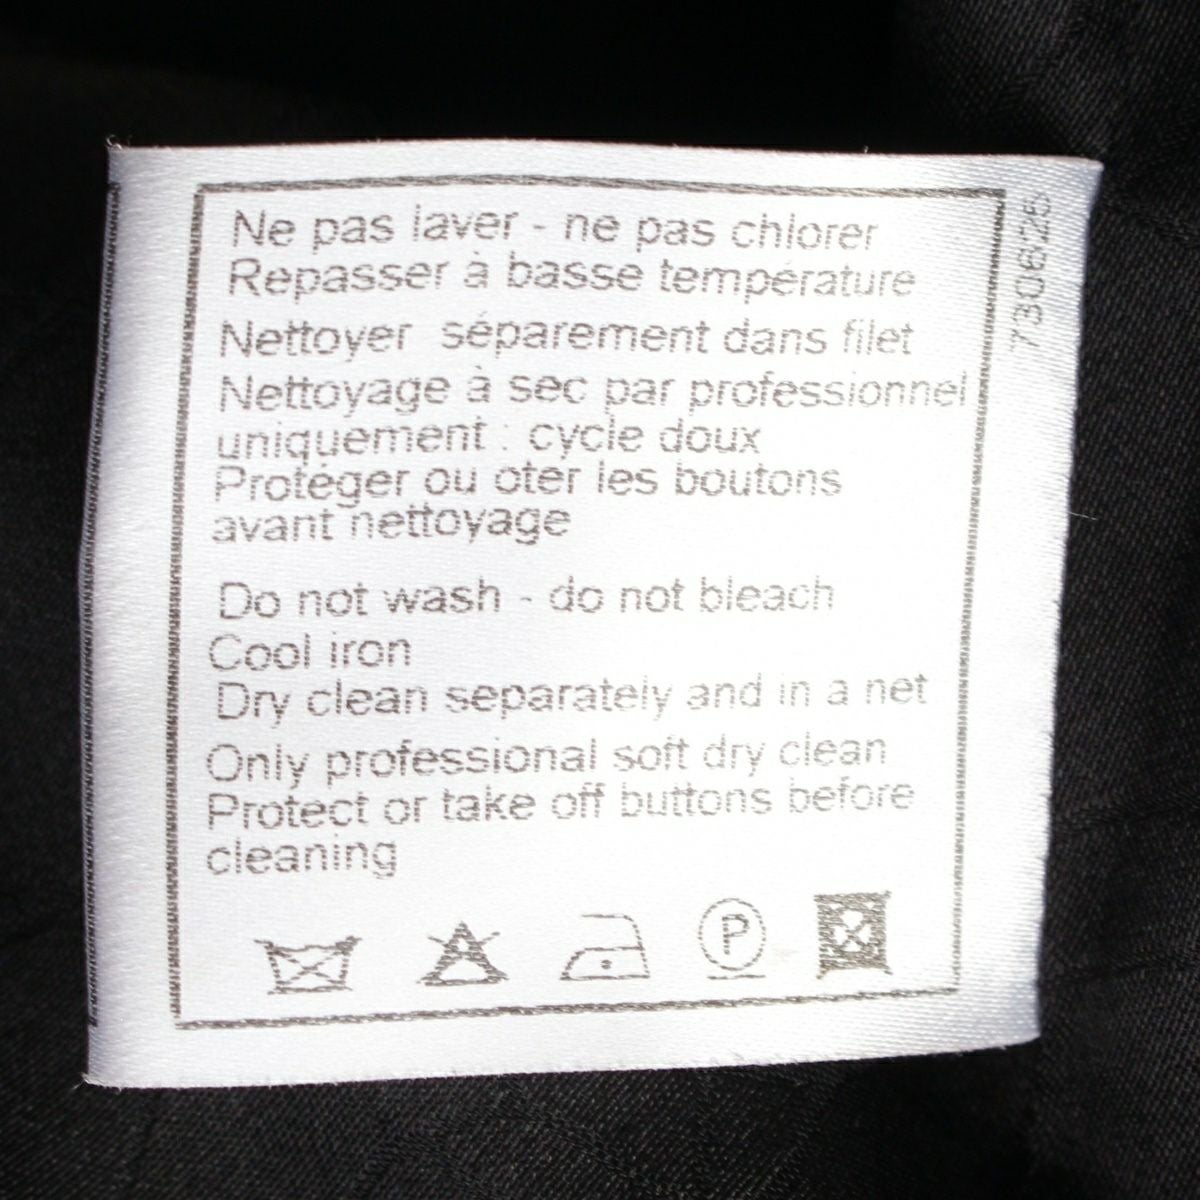 Ne pas laver - ne pas chlorer
Repasser à basse température
Nettoyer séparement dans filet
Nettoyage à sec par professionnel
uniquement : cycle doux
Protéger ou oter les boutons
avant nettoyage
Do not wash - do not bleach
Cool iron
Dry clean separately and in a net
Only professional soft dry clean
Protect or take off buttons before
cleaning
P
730625